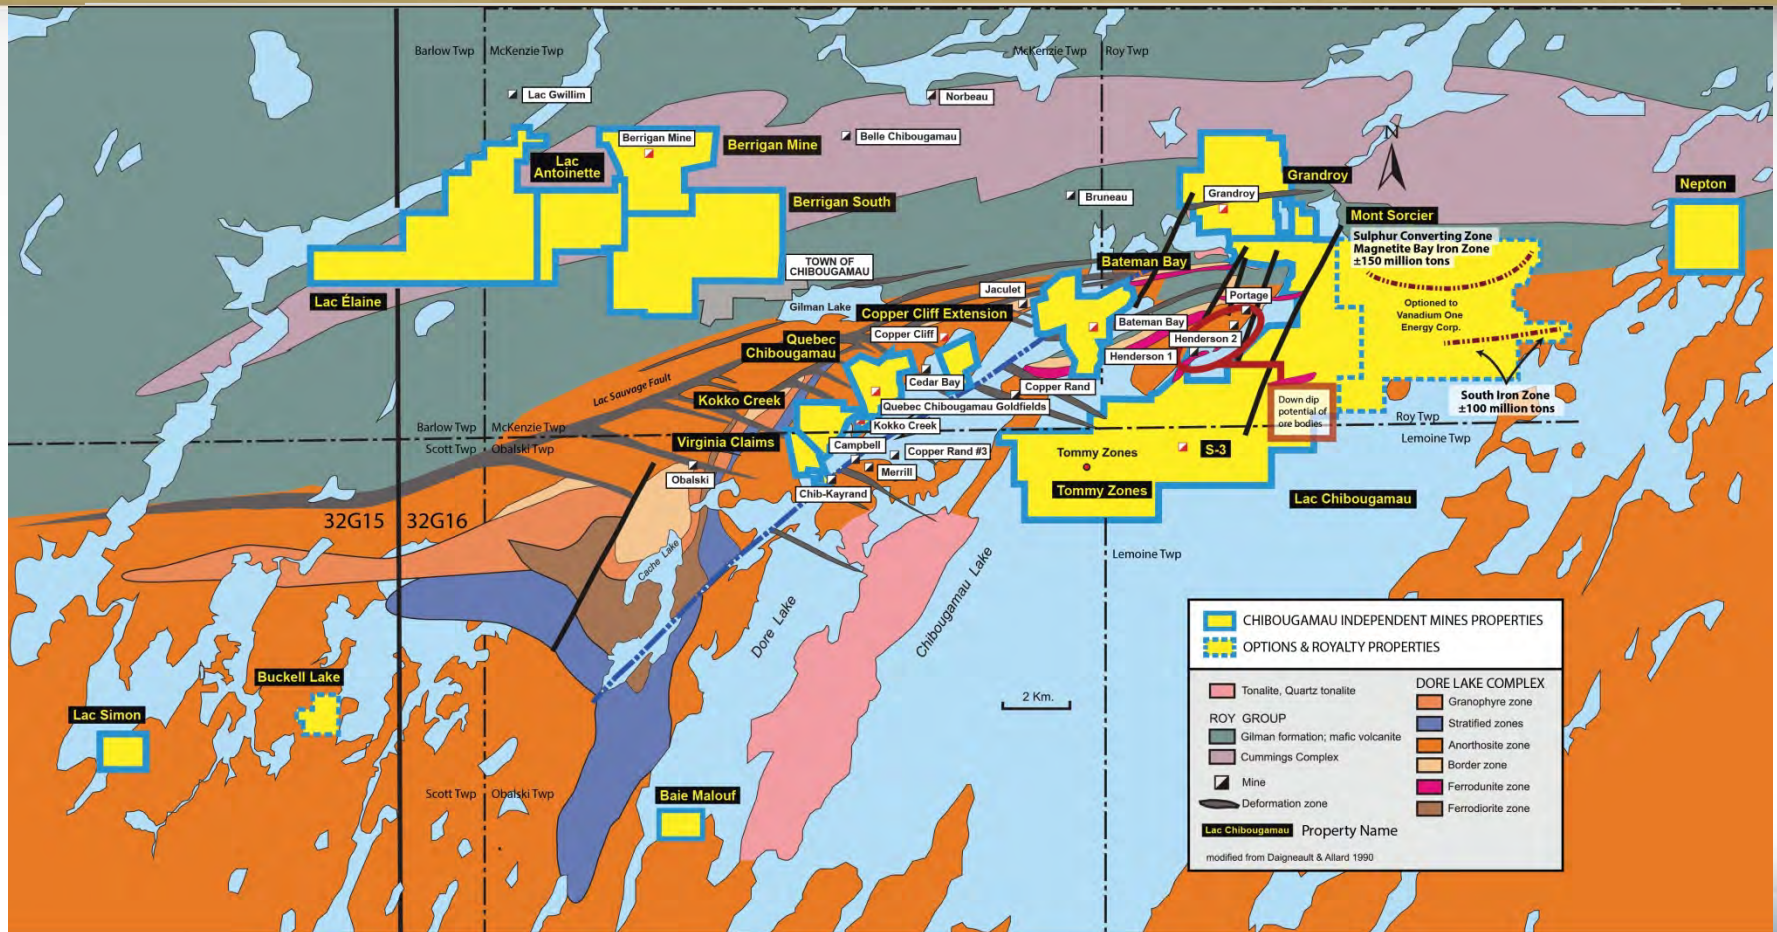 Barlow Twp
McKenzie Twp
McKenzie Twp
Roy Twp
Lac Gwillim
Norbeau
Berrigan Mine
Belle Chibougamau
Berrigan Mine
N
Lac
Antoinette
Grandroy
Nepton
Berrigan South
Bruneau
Grandroy
Mont Sorcier
Sulphur Converting Zone
Magnetite Bay Iron Zone
±150 million tons
TOWN OF
CHIBOUGAMAU
Bateman Bay
Lac Élaine
Jaculet
Portage
Optioned to
Vanadium One
Energy Corp.
Gilman Lake
Copper Cliff Extension
Bateman Bay
Copper Cliff
Henderson 2
Quebec
Chibougamau
Henderson 1
Cedar Bay
Copper Rand
Lac Sauvage Fault
Kokko Creek
Quebec Chibougamau Goldfields
Down dip
potential of
ore bodies
South Iron Zone
±100 million tons
Roy Twp
Barlow Twp
McKenzie Twp
Kokko Creek
Lemoine Twp
Virginia Claims
Campbell
Scott Twp
Obalski Twp
Copper Rand #3
Tommy Zones
S-3
Merrill
Obalski
Chib-Kayrand
Tommy Zones
Lac Chibougamau
32G15
32G16
Cache Lake
Lemoine Twp
Dore Lake
Chibougamau Lake
CHIBOUGAMAU INDEPENDENT MINES PROPERTIES
OPTIONS & ROYALTY PROPERTIES
Buckell Lake
2 Km.
Lac Simon
Tonalite, Quartz tonalite
ROY GROUP
Gilman formation; mafic volcanite
Cummings Complex
Mine
Deformation zone
Lac Chibougamau
Property Name
modified from Daigneault & Allard 1990
DORE LAKE COMPLEX
Granophyre zone
Stratified zones
Anorthosite zone
Border zone
Ferrodunite zone
Ferrodiorite zone
Scott Twp
Obalski Twp
Baie Malouf